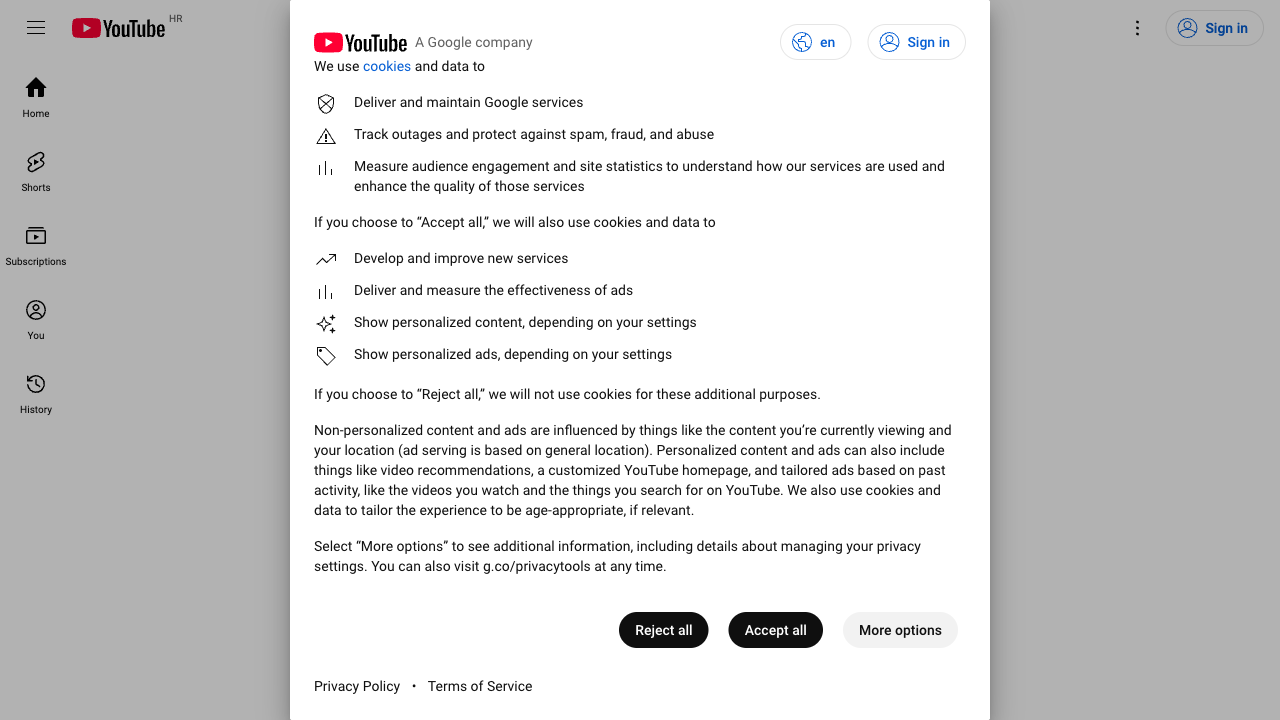 YouTube HR
Sign in
Home
Shorts
Subscriptions
You
History
YouTube A Google company
en
Sign in
We use cookies and data to
Deliver and maintain Google services
Track outages and protect against spam, fraud, and abuse
Measure audience engagement and site statistics to understand how our services are used and
enhance the quality of those services
If you choose to “Accept all,” we will also use cookies and data to
Develop and improve new services
Deliver and measure the effectiveness of ads
Show personalized content, depending on your settings
Show personalized ads, depending on your settings
If you choose to “Reject all,” we will not use cookies for these additional purposes.
Non-personalized content and ads are influenced by things like the content you’re currently viewing and
your location (ad serving is based on general location). Personalized content and ads can also include
things like video recommendations, a customized YouTube homepage, and tailored ads based on past
activity, like the videos you watch and the things you search for on YouTube. We also use cookies and
data to tailor the experience to be age-appropriate, if relevant.
Select “More options” to see additional information, including details about managing your privacy
settings. You can also visit g.co/privacytools at any time.
Reject all
Accept all
More options
Privacy Policy • Terms of Service